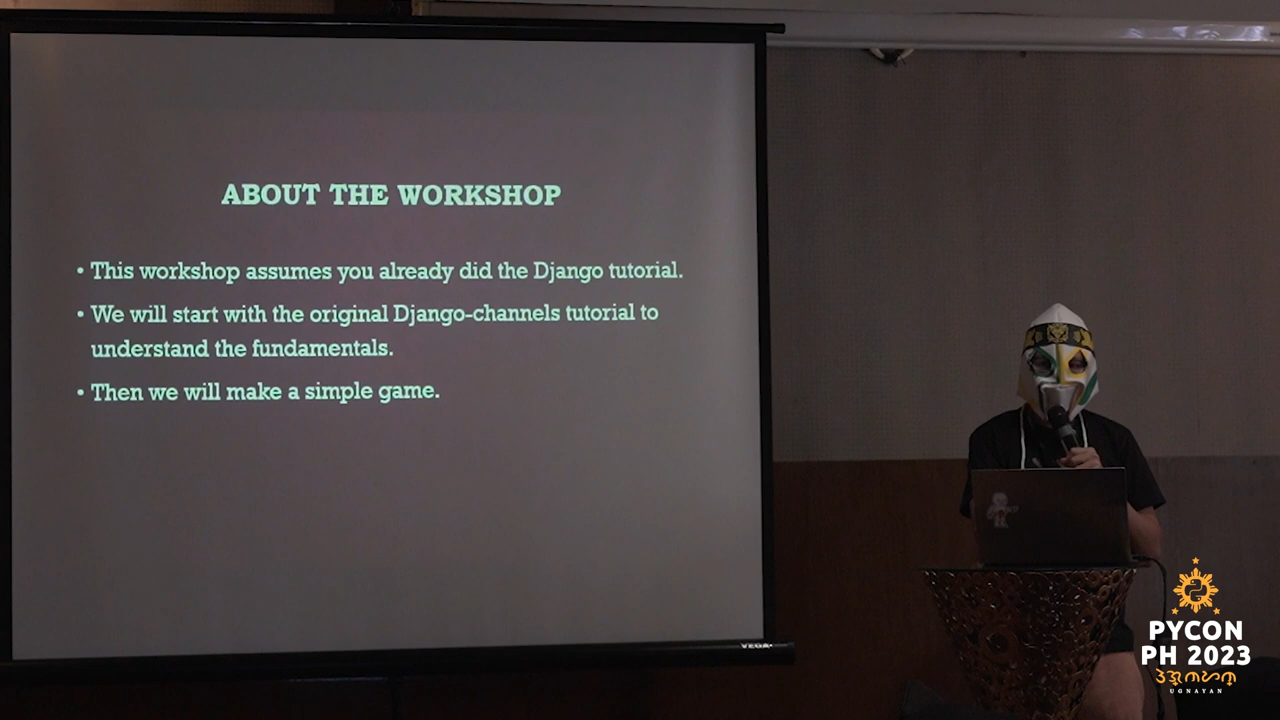 ABOUT THE WORKSHOP
• This workshop assumes you already did the Django tutorial.
• We will start with the original Django-channels tutorial to
understand the fundamentals.
• Then we will make a simple game.
VEGA
PYCON
PH 2023
UGNAYAN